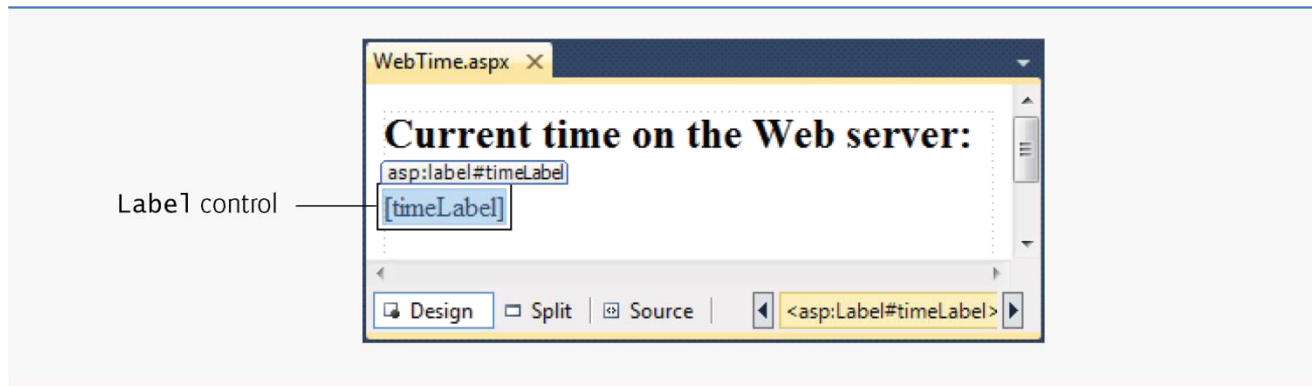 WebTime.aspx
Current time on the Web server:
asp:label#timeLabel
Label control
[timeLabel]
Design Split Source <asp:Label#timeLabel>